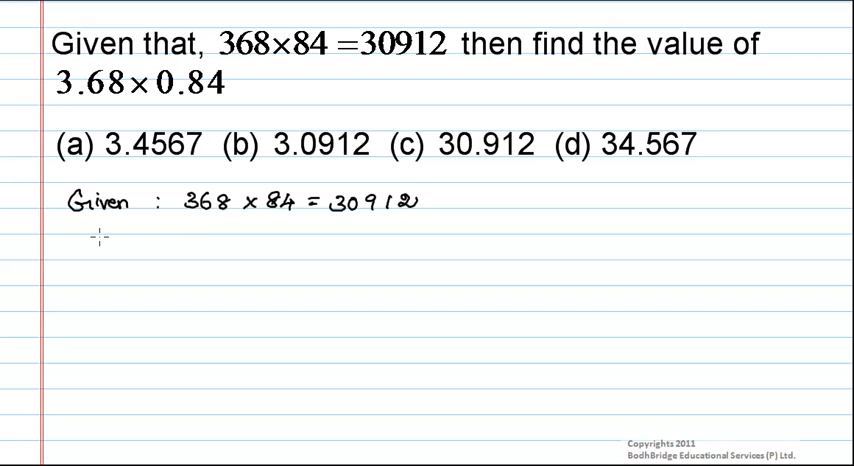 Given that, 368×84 =30912 then find the value of
3.68× 0.84
(a) 3.4567 (b) 3.0912 (c) 30.912 (d) 34.567
Given : 368 × 84 = 30912
Copyrights 2011
BodhBridge Educational Services (P) Ltd.